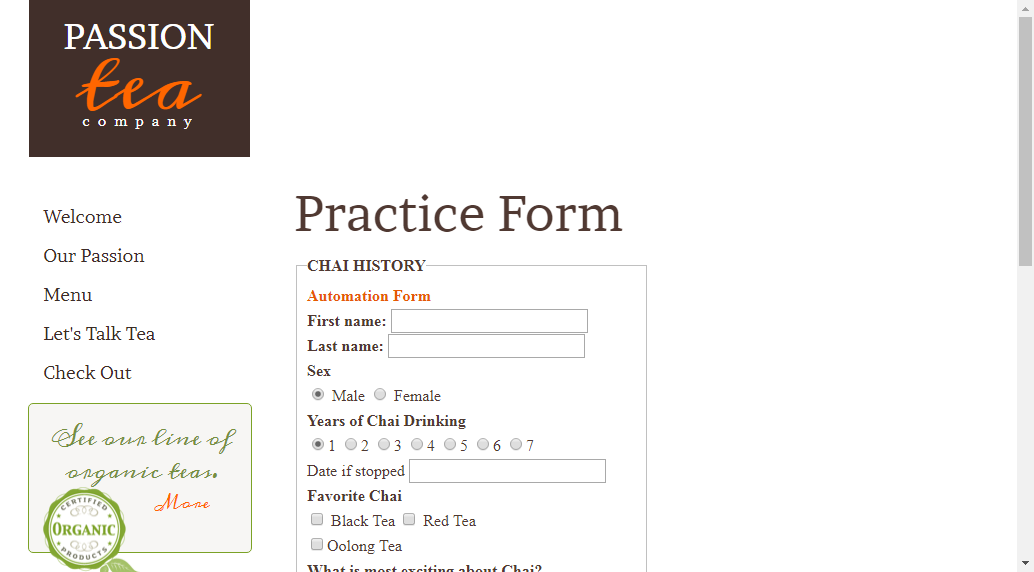 PASSION
tea
company
Welcome
Our Passion
Menu
Let's Talk Tea
Check Out
See our line of
organic teas.
More
CERTIFIED
ORGANIC
PRODUCTS
Practice Form
CHAI HISTORY
Automation Form
First name:
Last name:
Sex
Male Female
Years of Chai Drinking
1 2 3 4 5 6 7
Date if stopped
Favorite Chai
Black Tea Red Tea
Oolong Tea
What is most exciting about Chai?